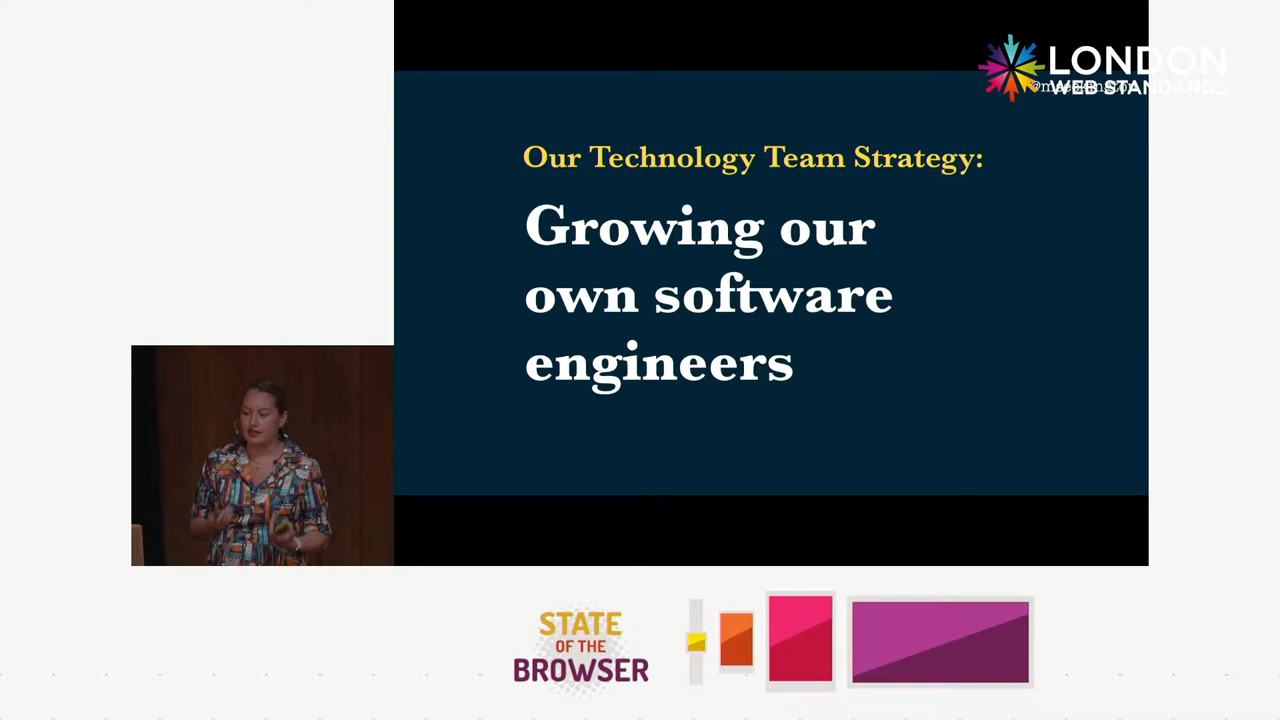 LONDON
WEB STANDARDS
Our Technology Team Strategy:
Growing our
own software
engineers
STATE
OF THE
BROWSER